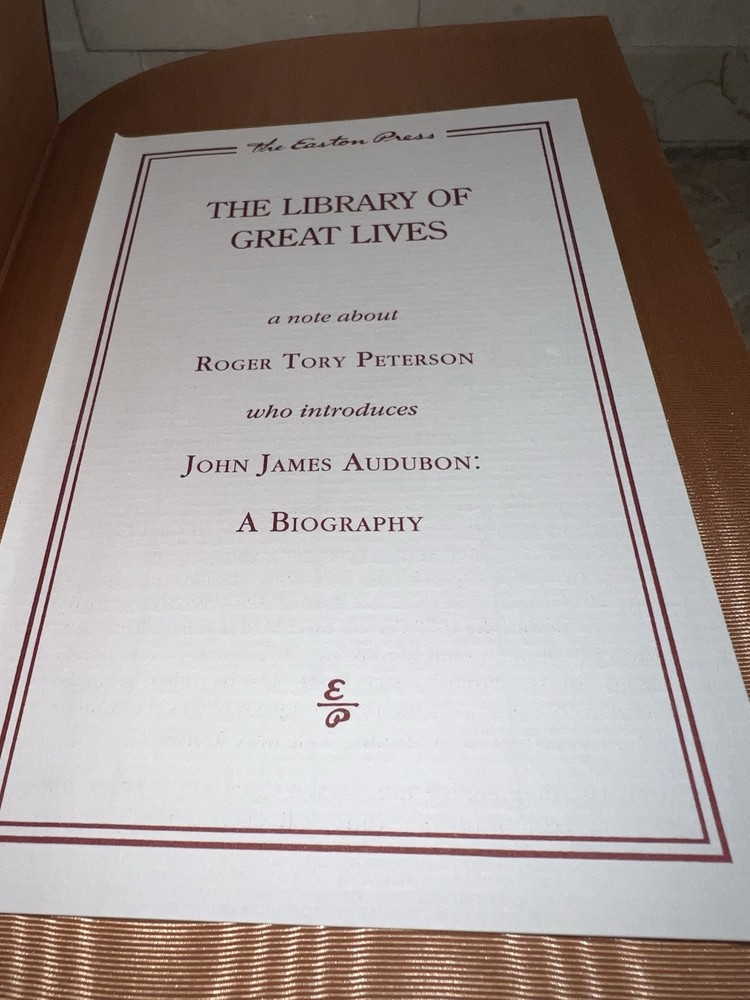 The Easton Press
THE LIBRARY OF
GREAT LIVES
a note about
ROGER TORY PETERSON
who introduces
JOHN JAMES AUDUBON:
A BIOGRAPHY
E
P